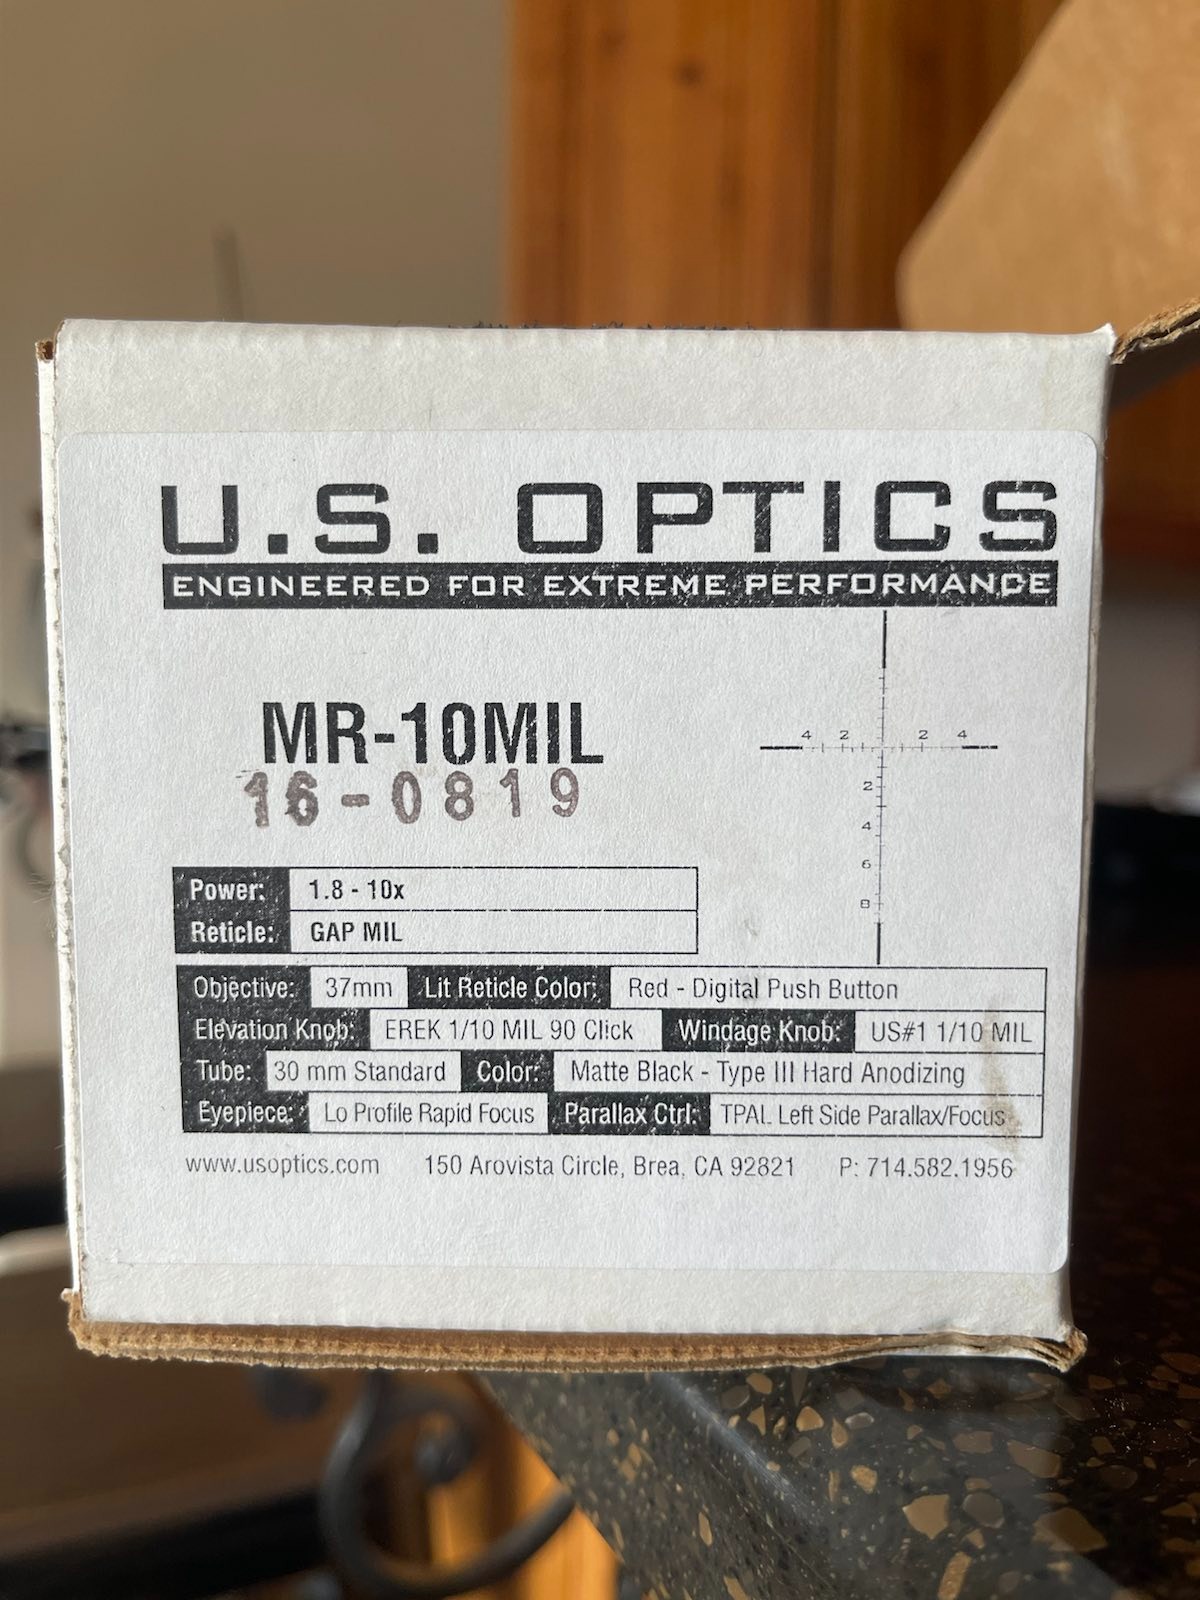 U.S. OPTICS
ENGINEERED FOR EXTREME PERFORMANCE
MR-10MIL
16-0819
4 2 2 4
2
4
6
8
Power: 1.8 - 10x
Reticle: GAP MIL
Objective: 37mm Lit Reticle Color: Red - Digital Push Button
Elevation Knob: EREK 1/10 MIL 90 Click Windage Knob: US#1 1/10 MIL
Tube: 30 mm Standard Color: Matte Black - Type III Hard Anodizing
Eyepiece: Lo Profile Rapid Focus Parallax Ctrl: TPAL Left Side Parallax/Focus
www.usoptics.com 150 Arovista Circle, Brea, CA 92821 P: 714.582.1956